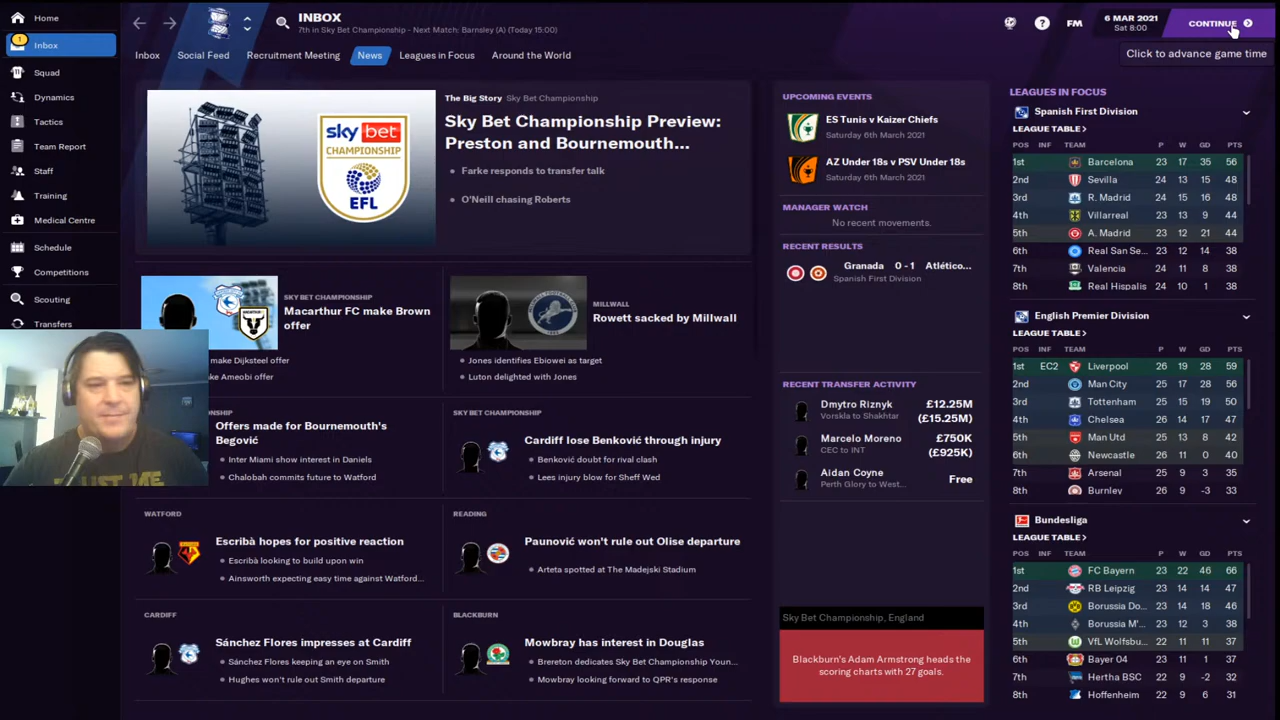 Home
1
Inbox
Squad
Dynamics
Tactics
Team Report
Staff
Training
Medical Centre
Schedule
Competitions
Scouting
Transfers
INBOX
7th in Sky Bet Championship - Next Match: Barnsley (A) (Today 15:00)
FM
6 MAR 2021
Sat 8:00
CONTINUE
Click to advance game time
Inbox
Social Feed
Recruitment Meeting
News
Leagues in Focus
Around the World
sky bet
CHAMPIONSHIP
EFL
The Big Story Sky Bet Championship
Sky Bet Championship Preview:
Preston and Bournemouth...
Farke responds to transfer talk
O'Neill chasing Roberts
SKY BET CHAMPIONSHIP
Macarthur FC make Brown
offer
make Dijksteel offer
ake Ameobi offer
MILLWALL
Rowett sacked by Millwall
Jones identifies Ebiowei as target
Luton delighted with Jones
ONSHIP
Offers made for Bournemouth's
Begović
Inter Miami show interest in Daniels
Chalobah commits future to Watford
SKY BET CHAMPIONSHIP
Cardiff lose Benković through injury
Benković doubt for rival clash
Lees injury blow for Sheff Wed
WATFORD
Escribà hopes for positive reaction
Escribà looking to build upon win
Ainsworth expecting easy time against Watford...
READING
Paunović won't rule out Olise departure
Arteta spotted at The Madejski Stadium
CARDIFF
Sánchez Flores impresses at Cardiff
Sánchez Flores keeping an eye on Smith
Hughes won't rule out Smith departure
BLACKBURN
Mowbray has interest in Douglas
Brereton dedicates Sky Bet Championship Youn...
Mowbray looking forward to QPR's response
UPCOMING EVENTS
ES Tunis v Kaizer Chiefs
Saturday 6th March 2021
AZ Under 18s v PSV Under 18s
Saturday 6th March 2021
MANAGER WATCH
No recent movements.
RECENT RESULTS
Granada 0 - 1 Atlético...
Spanish First Division
RECENT TRANSFER ACTIVITY
Dmytro Riznyk £12.25M
Vorskla to Shakhtar (£15.25M)
Marcelo Moreno £750K
CEC to INT (£925K)
Aidan Coyne Free
Perth Glory to West...
Sky Bet Championship, England
Blackburn's Adam Armstrong heads the
scoring charts with 27 goals.
LEAGUES IN FOCUS
Spanish First Division
LEAGUE TABLE >
POS INF TEAM P W GD PTS
1st Barcelona 23 17 35 56
2nd Sevilla 24 13 15 48
3rd R. Madrid 24 15 16 48
4th Villarreal 23 13 9 44
5th A. Madrid 23 12 21 44
6th Real San Se... 23 12 14 38
7th Valencia 24 11 8 38
8th Real Hispalis 24 10 1 38
English Premier Division
LEAGUE TABLE >
POS INF TEAM P W GD PTS
1st EC2 Liverpool 26 19 28 59
2nd Man City 25 17 28 56
3rd Tottenham 25 15 19 50
4th Chelsea 26 14 17 47
5th Man Utd 25 13 8 42
6th Newcastle 26 11 0 40
7th Arsenal 25 9 3 35
8th Burnley 26 9 -3 33
Bundesliga
LEAGUE TABLE >
POS INF TEAM P W GD PTS
1st FC Bayern 23 22 46 66
2nd RB Leipzig 23 14 14 47
3rd Borussia Do... 23 14 18 46
4th Borussia M'... 23 12 3 38
5th VfL Wolfsbu... 22 11 11 37
6th Bayer 04 23 11 1 37
7th Hertha BSC 22 9 -2 32
8th Hoffenheim 22 9 6 31